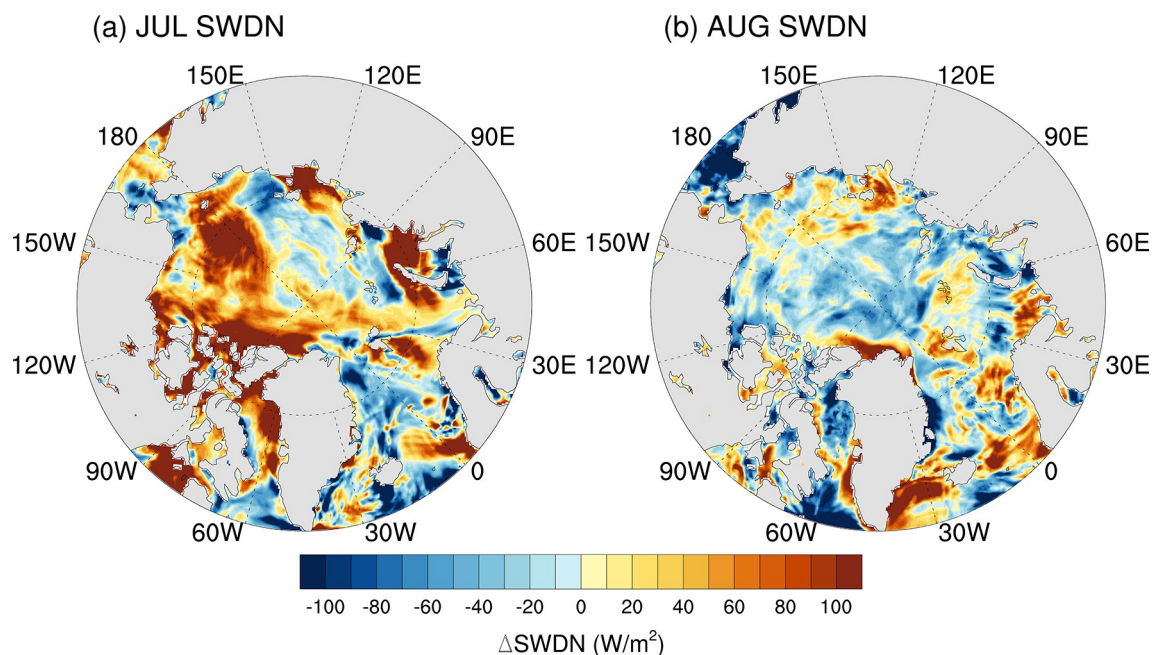 (a) JUL SWDN
(b) AUG SWDN
150E 120E
150E 120E
180 90E
180 90E
150W 60E
150W 60E
120W 30E
120W 30E
90W 0
90W 0
60W 30W
60W 30W
-100 -80 -60 -40 -20 0 20 40 60 80 100
ΔSWDN (W/m²)